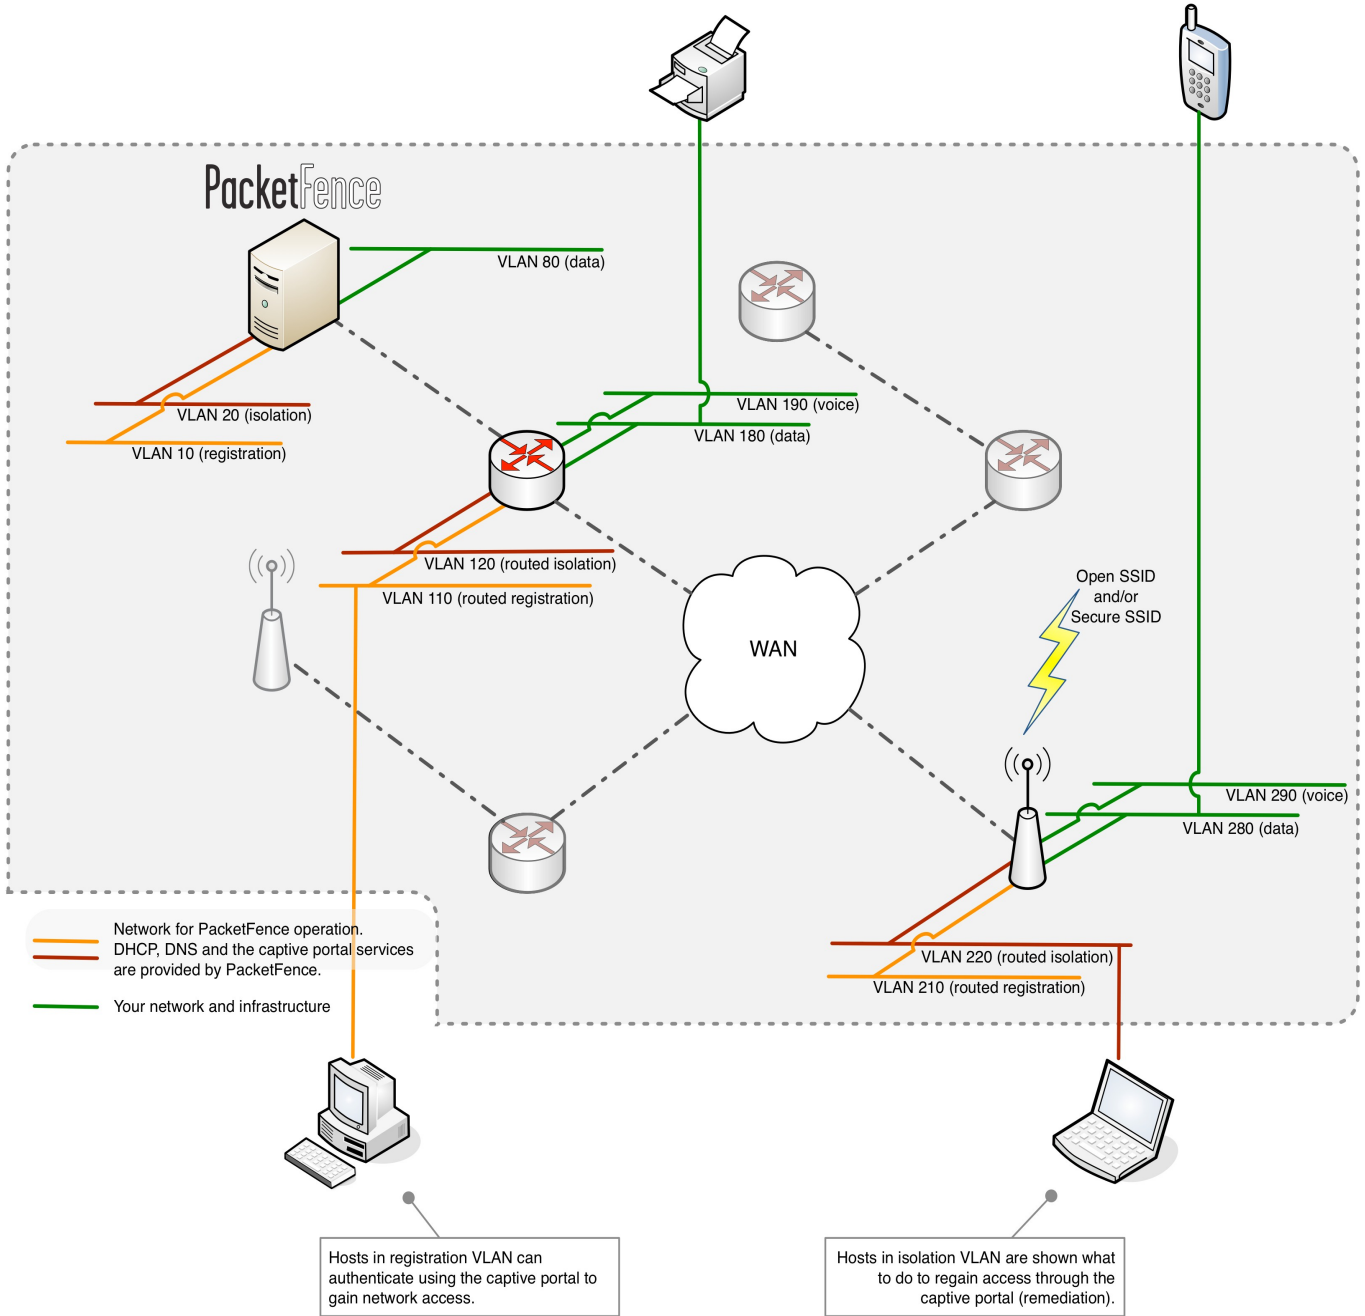 PacketFence
VLAN 80 (data)
VLAN 20 (isolation)
VLAN 10 (registration)
VLAN 190 (voice)
VLAN 180 (data)
VLAN 120 (routed isolation)
VLAN 110 (routed registration)
WAN
Open SSID
and/or
Secure SSID
VLAN 290 (voice)
VLAN 280 (data)
VLAN 220 (routed isolation)
VLAN 210 (routed registration)
Network for PacketFence operation.
DHCP, DNS and the captive portal services
are provided by PacketFence.
Your network and infrastructure
Hosts in registration VLAN can
authenticate using the captive portal to
gain network access.
Hosts in isolation VLAN are shown what
to do to regain access through the
captive portal (remediation).